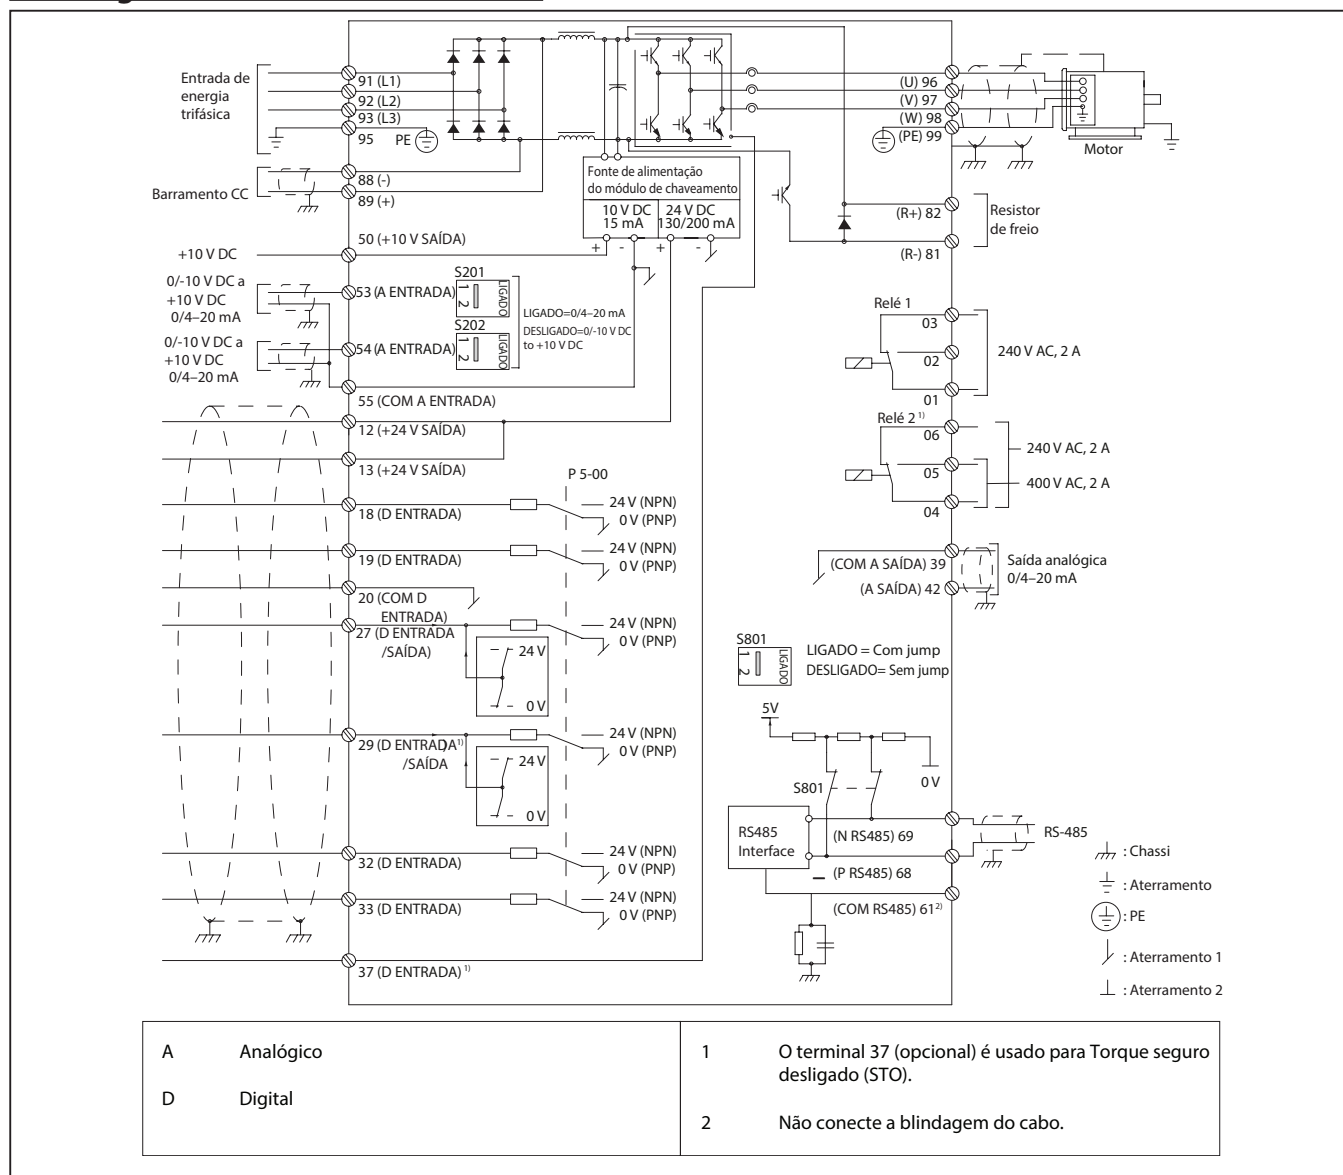 Entrada de
energia
trifásica
91 (L1)
92 (L2)
93 (L3)
95
PE
Barramento CC
88 (-)
89 (+)
50 (+10 V SAÍDA)
+10 V DC
0/-10 V DC a
+10 V DC
0/4–20 mA
53 (A ENTRADA)
S201
1 2
LIGADO
0/-10 V DC a
+10 V DC
0/4–20 mA
54 (A ENTRADA)
S202
1 2
LIGADO
LIGADO=0/4–20 mA
DESLIGADO=0/-10 V DC
to +10 V DC
55 (COM A ENTRADA)
12 (+24 V SAÍDA)
13 (+24 V SAÍDA)
P 5-00
18 (D ENTRADA)
24 V (NPN)
0 V (PNP)
19 (D ENTRADA)
24 V (NPN)
0 V (PNP)
20 (COM D
ENTRADA)
27 (D ENTRADA
/SAÍDA)
24 V (NPN)
0 V (PNP)
24 V
0 V
29 (D ENTRADA 1)
/SAÍDA
24 V (NPN)
0 V (PNP)
24 V
0 V
32 (D ENTRADA)
24 V (NPN)
0 V (PNP)
33 (D ENTRADA)
24 V (NPN)
0 V (PNP)
37 (D ENTRADA) 1)
Fonte de alimentação
do módulo de chaveamento
10 V DC
15 mA
24 V DC
130/200 mA
+ - + -
(U) 96
(V) 97
(W) 98
(PE) 99
Motor
(R+) 82
Resistor
de freio
(R-) 81
Relé 1
03
02
01
240 V AC, 2 A
Relé 2 1)
06
05
04
240 V AC, 2 A
400 V AC, 2 A
(COM A SAÍDA) 39
(A SAÍDA) 42
Saída analógica
0/4–20 mA
S801
1 2
LIGADO
LIGADO = Com jump
DESLIGADO= Sem jump
5V
0 V
S801
RS485
Interface
(N RS485) 69
(P RS485) 68
(COM RS485) 61 2)
RS-485
: Chassi
: Aterramento
: PE
: Aterramento 1
: Aterramento 2
A Analógico
D Digital
1 O terminal 37 (opcional) é usado para Torque seguro
desligado (STO).
2 Não conecte a blindagem do cabo.